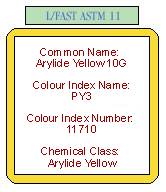 L/FAST ASTM 11
Common Name:
Arylide Yellow10G
Colour Index Name:
PY3
Colour Index Number:
11710
Chemical Class:
Arylide Yellow